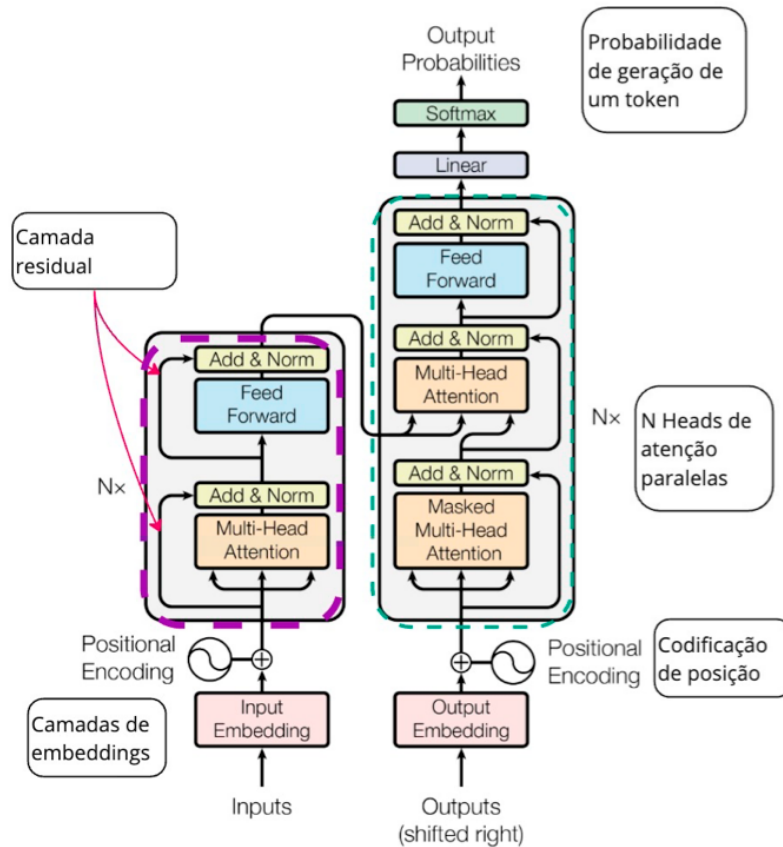 Output
Probabilities
Probabilidade
de geração de
um token
Softmax
Linear
Camada
residual
Add & Norm
Feed
Forward
Add & Norm
Multi-Head
Attention
Add & Norm
Masked
Multi-Head
Attention
N×
N Heads de
atenção
paralelas
Add & Norm
Feed
Forward
N×
Add & Norm
Multi-Head
Attention
Positional
Encoding
Positional
Encoding
Codificação
de posição
Camadas de
embeddings
Input
Embedding
Output
Embedding
Inputs
Outputs
(shifted right)